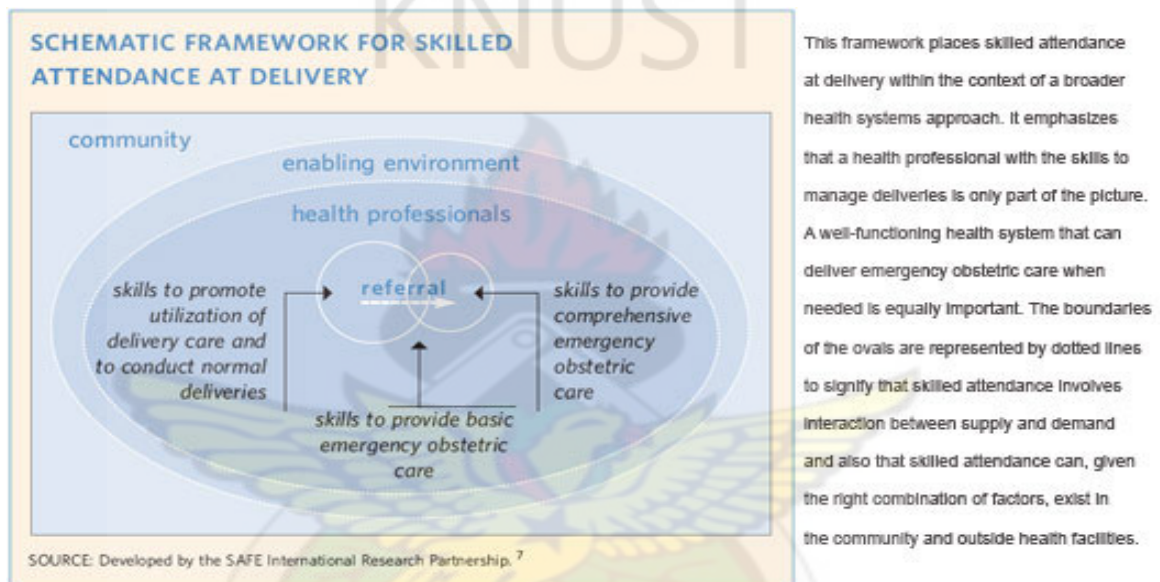 KNUST
SCHEMATIC FRAMEWORK FOR SKILLED
ATTENDANCE AT DELIVERY
community
enabling environment
health professionals
referral
skills to promote
utilization of
delivery care and
to conduct normal
deliveries
skills to provide
comprehensive
emergency
obstetric
care
skills to provide basic
emergency obstetric
care
SOURCE: Developed by the SAFE International Research Partnership. 7
This framework places skilled attendance
at delivery within the context of a broader
health systems approach. It emphasizes
that a health professional with the skills to
manage deliveries is only part of the picture.
A well-functioning health system that can
deliver emergency obstetric care when
needed is equally important. The boundaries
of the ovals are represented by dotted lines
to signify that skilled attendance involves
interaction between supply and demand
and also that skilled attendance can, given
the right combination of factors, exist in
the community and outside health facilities.